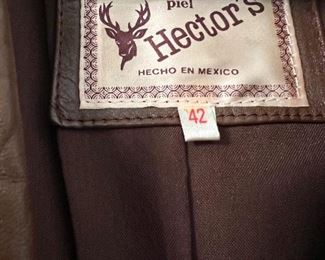 piel
Hector's
HECHO EN MEXICO
42